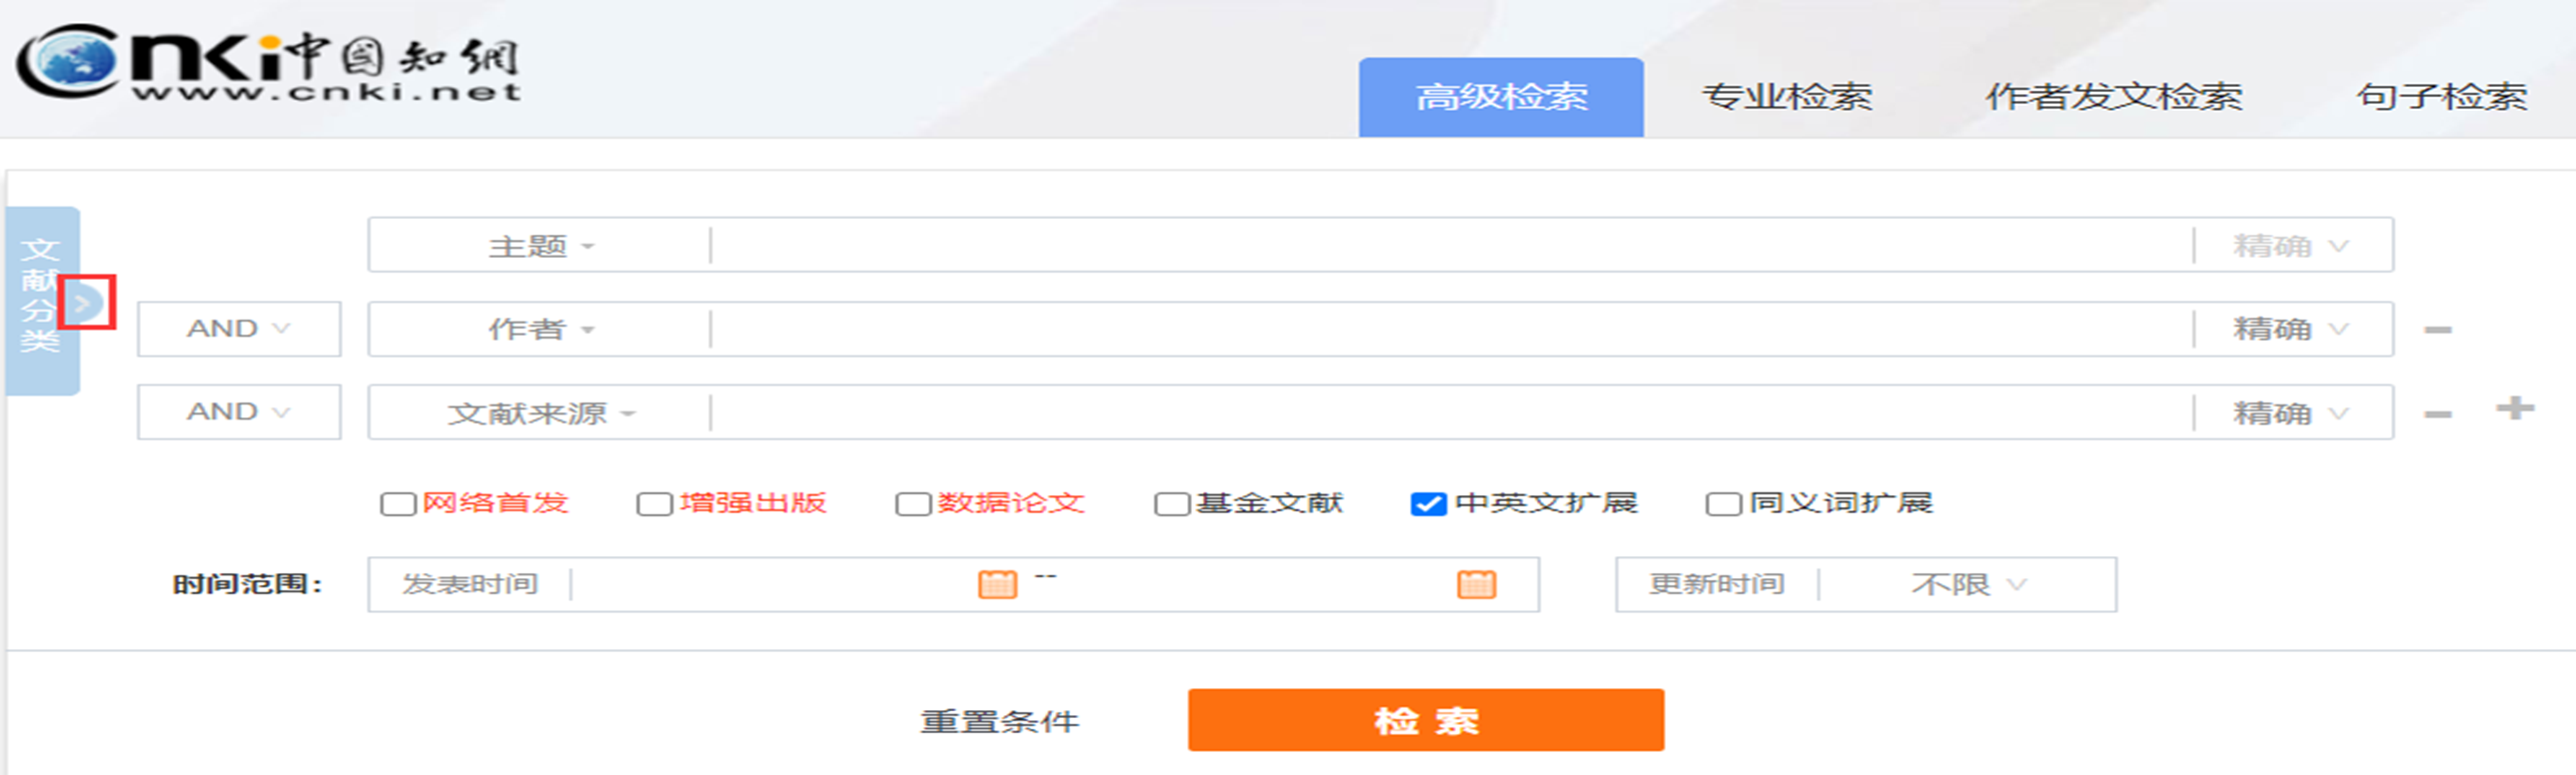 cnki中国知網
www.cnki.net
高级检索 专业检索 作者发文检索 句子检索
文献分类
主题 精确
AND 作者 精确
AND 文献来源 精确
网络首发 增强出版 数据论文 基金文献 中英文扩展 同义词扩展
时间范围: 发表时间 -- 更新时间 不限
重置条件 检索